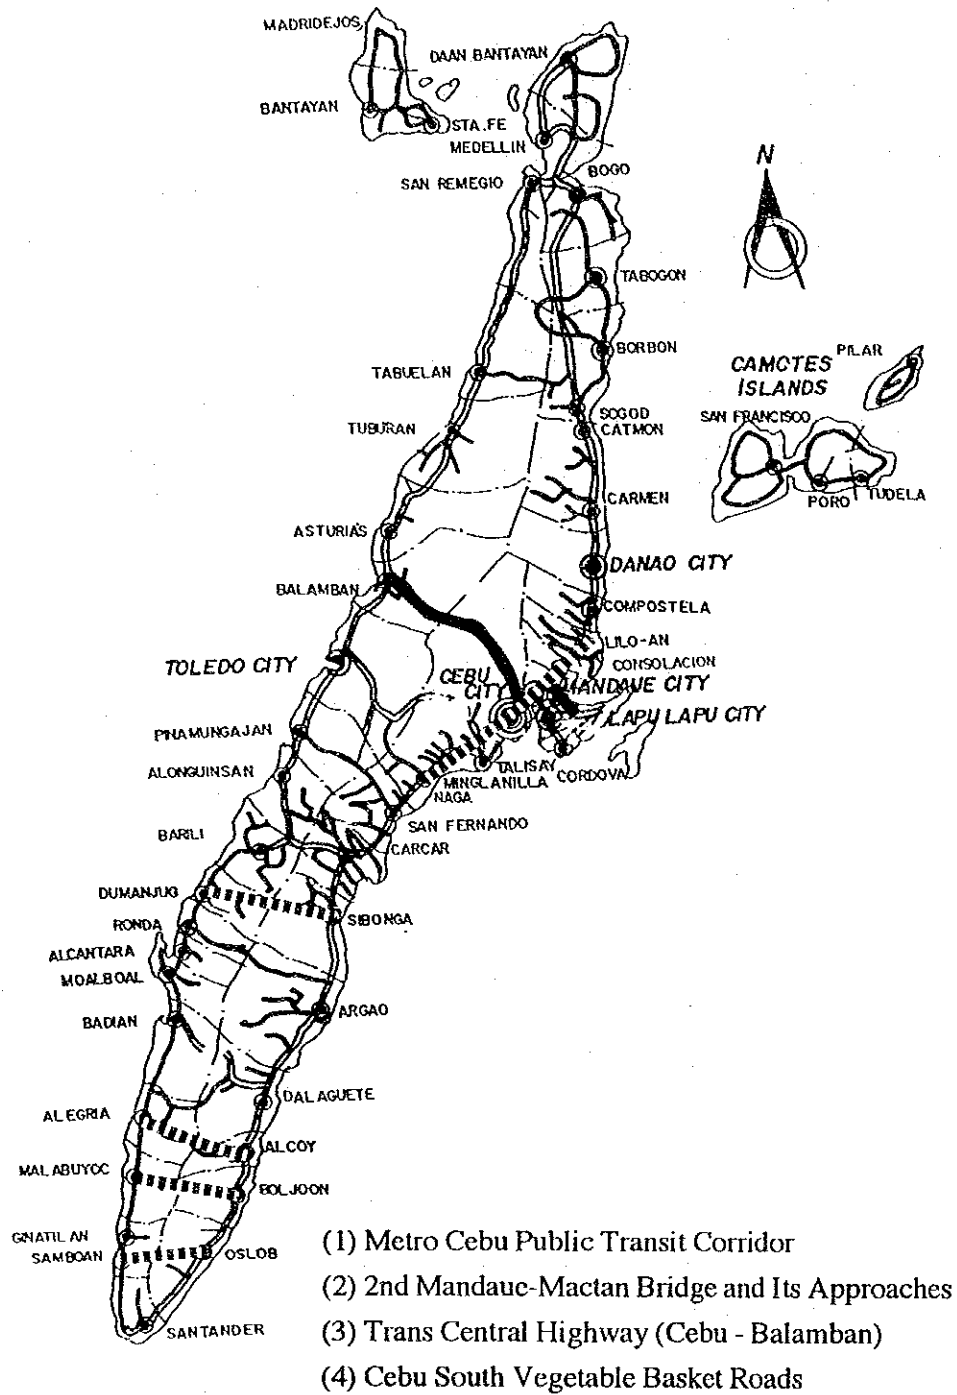 MADRIDEJOS
DAAN BANTAYAN
BANTAYAN
STA.FE
MEDELLIN
SAN REMEGIO
BOGO
N
TABOGON
BORBON
TABUELAN
CAMOTES
ISLANDS
PILAR
SOGOD
SAN FRANCISCO
TUBURAN
CATMON
CARMEN
PORO
TUDELA
ASTURIAS
DANAO CITY
BALAMBAN
COMPOSTELA
LILO-AN
CONSOLACION
TOLEDO CITY
CEBU
CITY
MANDAUE CITY
LAPU LAPU CITY
PINAMUNGAJAN
TALISAY
ALONGUINSAN
MINGLANILLA
CORDOVA
NAGA
SAN FERNANDO
BARILI
CARCAR
DUMANJUG
SIBONGA
RONDA
ALCANTARA
MOALBOAL
ARGAO
BADIAN
DALAGUETE
ALEGRIA
ALCOY
MALABUYOC
BOLJOON
GINATILAN
SAMBOAN
OSLOB
SANTANDER
(1) Metro Cebu Public Transit Corridor
(2) 2nd Mandaue-Mactan Bridge and Its Approaches
(3) Trans Central Highway (Cebu - Balamban)
(4) Cebu South Vegetable Basket Roads